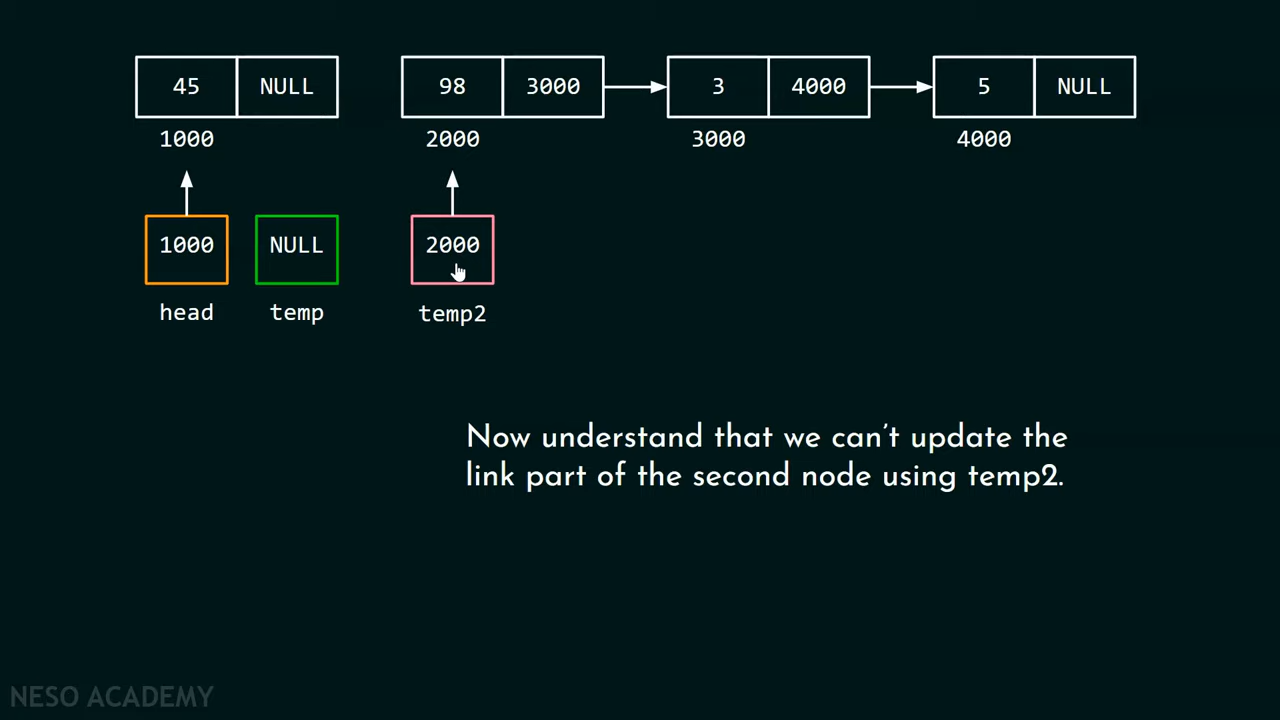 45 NULL 98 3000 3 4000 5 NULL
1000 2000 3000 4000
1000 NULL 2000
head temp temp2
Now understand that we can't update the
link part of the second node using temp2.
NESO ACADEMY